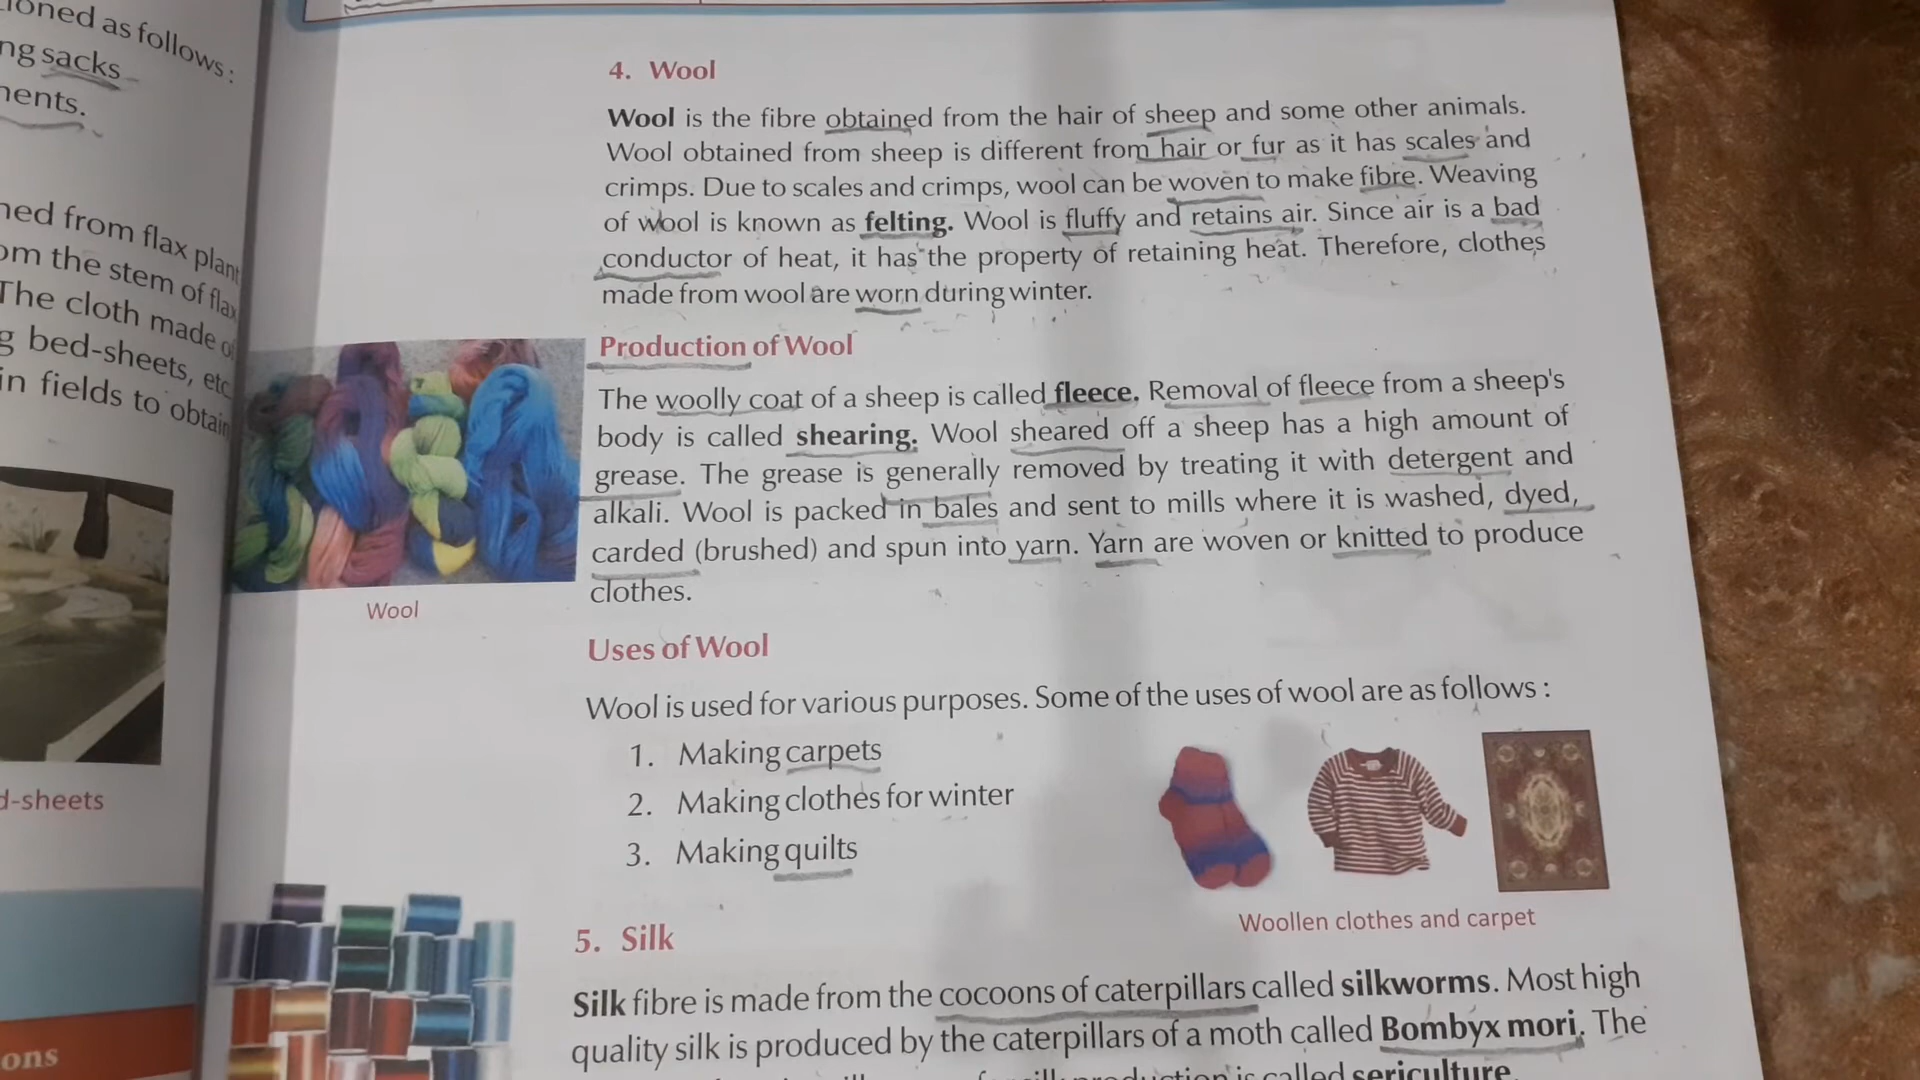 ioned as follows :
ng sacks
nents.
ned from flax plant
om the stem of flax
The cloth made o
g bed-sheets, etc
in fields to obtain
d-sheets
ons
4. Wool
Wool is the fibre obtained from the hair of sheep and some other animals.
Wool obtained from sheep is different from hair or fur as it has scales and
crimps. Due to scales and crimps, wool can be woven to make fibre. Weaving
of wool is known as felting. Wool is fluffy and retains air. Since air is a bad
conductor of heat, it has the property of retaining heat. Therefore, clothes
made from wool are worn during winter.
Production of Wool
The woolly coat of a sheep is called fleece. Removal of fleece from a sheep's
body is called shearing. Wool sheared off a sheep has a high amount of
grease. The grease is generally removed by treating it with detergent and
alkali. Wool is packed in bales and sent to mills where it is washed, dyed,
carded (brushed) and spun into yarn. Yarn are woven or knitted to produce
clothes.
Wool
Uses of Wool
Wool is used for various purposes. Some of the uses of wool are as follows :
1. Making carpets
2. Making clothes for winter
3. Making quilts
Woollen clothes and carpet
5. Silk
Silk fibre is made from the cocoons of caterpillars called silkworms. Most high
quality silk is produced by the caterpillars of a moth called Bombyx mori. The
production is called sericulture.